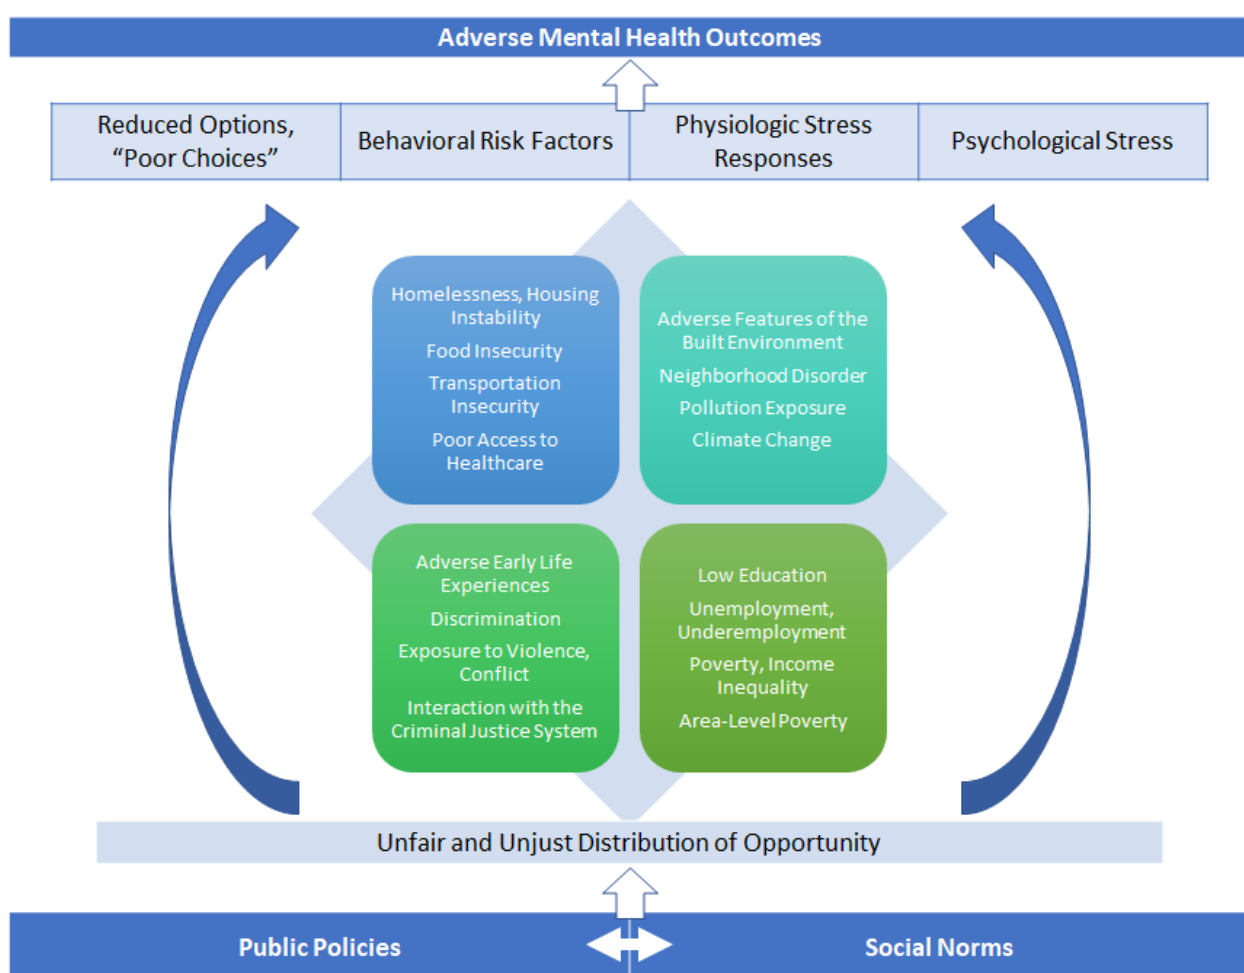 Adverse Mental Health Outcomes
Reduced Options,
“Poor Choices”
Behavioral Risk Factors
Physiologic Stress
Responses
Psychological Stress
Homelessness, Housing
Instability
Food Insecurity
Transportation
Insecurity
Poor Access to
Healthcare
Adverse Features of the
Built Environment
Neighborhood Disorder
Pollution Exposure
Climate Change
Adverse Early Life
Experiences
Discrimination
Exposure to Violence,
Conflict
Interaction with the
Criminal Justice System
Low Education
Unemployment,
Underemployment
Poverty, Income
Inequality
Area-Level Poverty
Unfair and Unjust Distribution of Opportunity
Public Policies
Social Norms